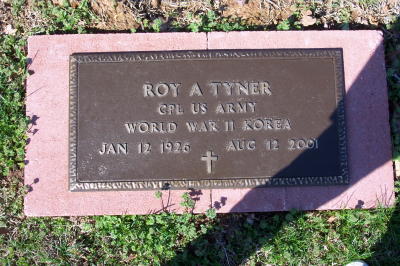 ROY A TYNER
CPL US ARMY
WORLD WAR II KOREA
JAN 12 1926 AUG 12 2001